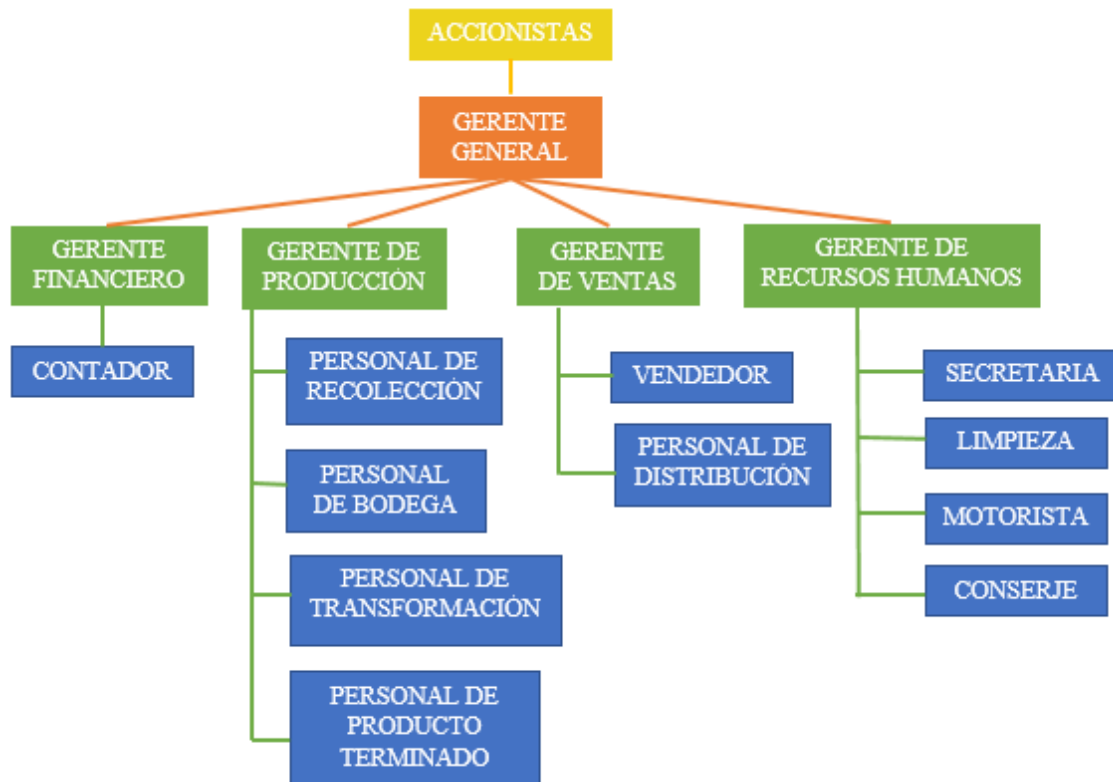 ACCIONISTAS
GERENTE
GENERAL
GERENTE
FINANCIERO
GERENTE DE
PRODUCCIÓN
GERENTE
DE VENTAS
GERENTE DE
RECURSOS HUMANOS
CONTADOR
PERSONAL DE
RECOLECCIÓN
PERSONAL
DE BODEGA
PERSONAL DE
TRANSFORMACIÓN
PERSONAL DE
PRODUCTO
TERMINADO
VENDEDOR
PERSONAL DE
DISTRIBUCIÓN
SECRETARIA
LIMPIEZA
MOTORISTA
CONSERJE